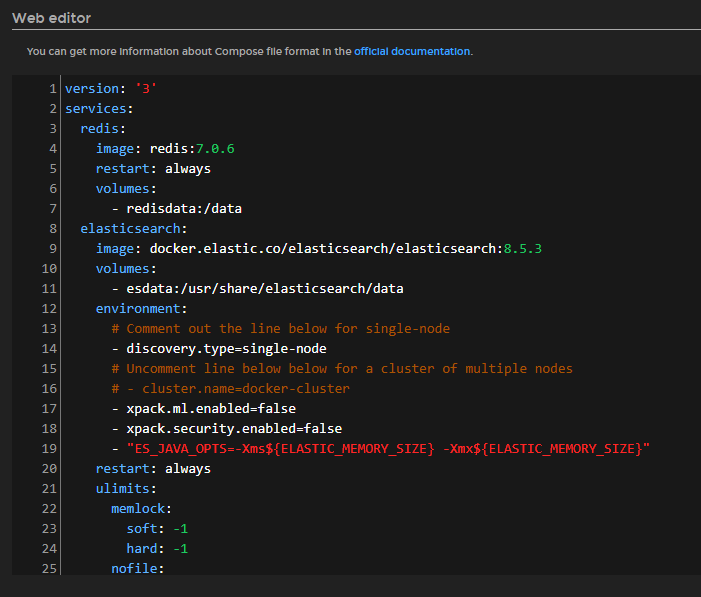 Web editor
You can get more information about Compose file format in the official documentation.
1 version: '3'
2 services:
3   redis:
4     image: redis:7.0.6
5     restart: always
6     volumes:
7       - redisdata:/data
8   elasticsearch:
9     image: docker.elastic.co/elasticsearch/elasticsearch:8.5.3
10     volumes:
11       - esdata:/usr/share/elasticsearch/data
12     environment:
13       # Comment out the line below for single-node
14       - discovery.type=single-node
15       # Uncomment line below below for a cluster of multiple nodes
16       # - cluster.name=docker-cluster
17       - xpack.ml.enabled=false
18       - xpack.security.enabled=false
19       - "ES_JAVA_OPTS=-Xms${ELASTIC_MEMORY_SIZE} -Xmx${ELASTIC_MEMORY_SIZE}"
20     restart: always
21     ulimits:
22       memlock:
23         soft: -1
24         hard: -1
25       nofile: